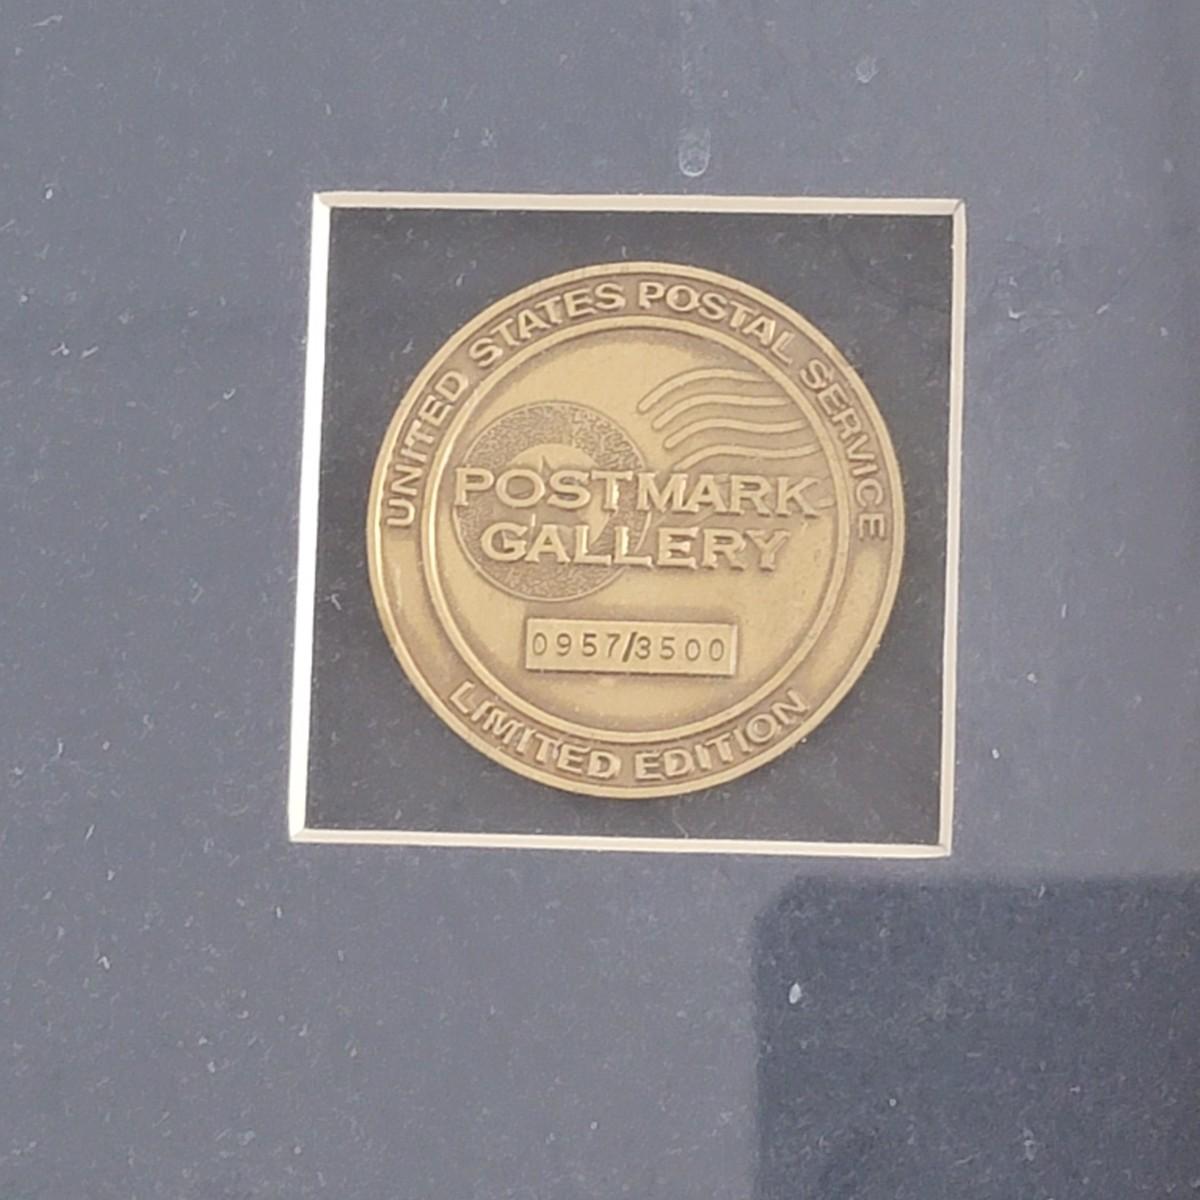 UNITED STATES POSTAL SERVICE
POSTMARK
GALLERY
0957/3500
LIMITED EDITION